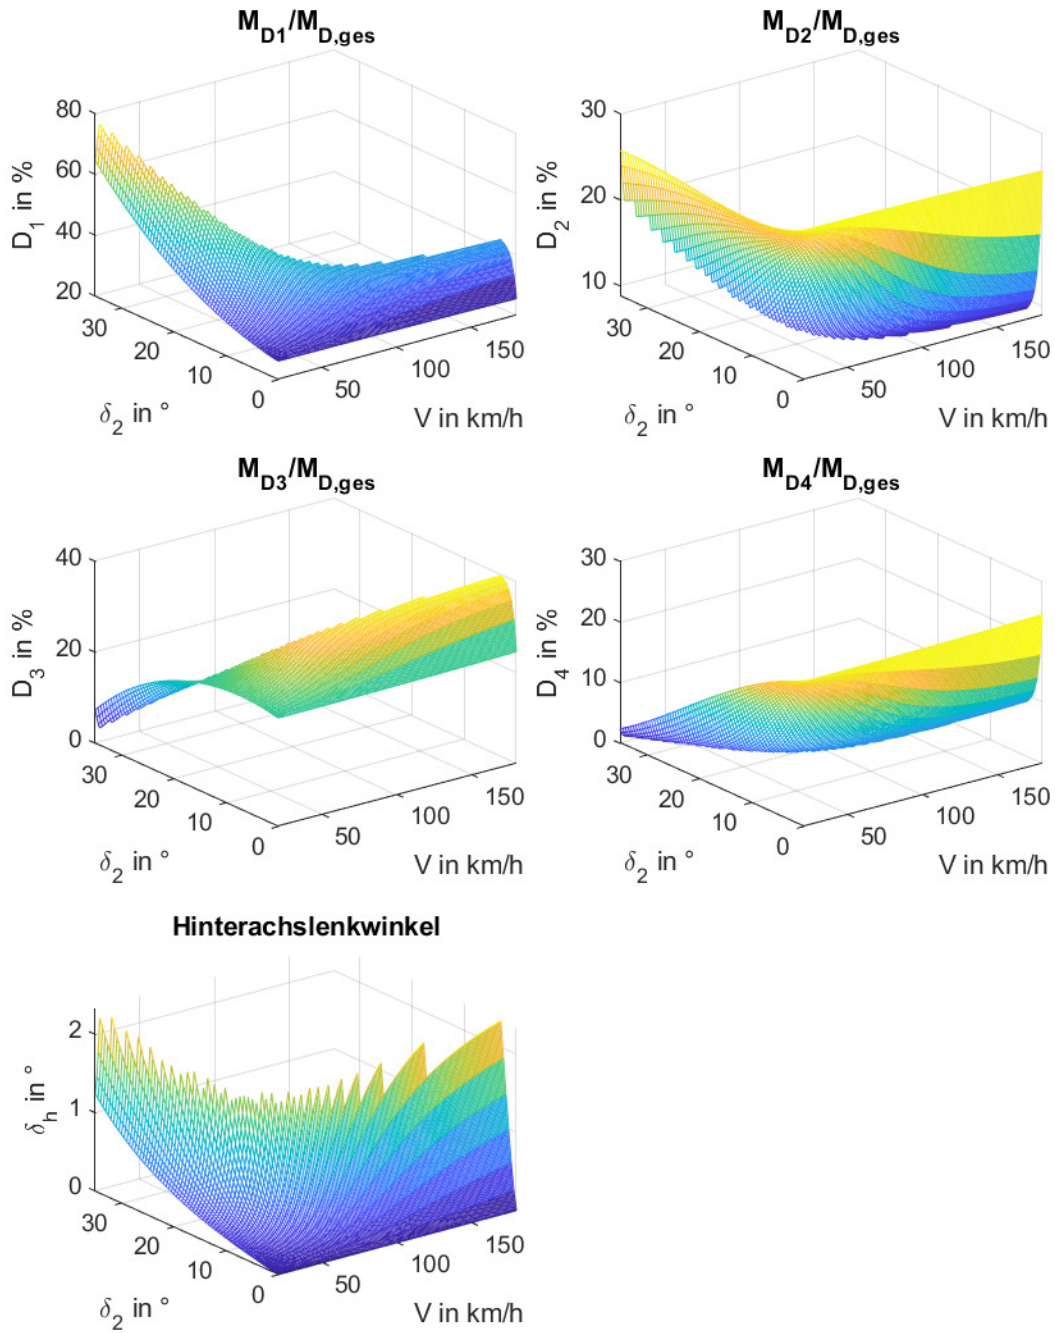 M_D1/M_D,ges
D_1 in %
80
60
40
20
30
20
10
0
50
100
150
δ_2 in °
V in km/h
M_D2/M_D,ges
D_2 in %
30
20
10
30
20
10
0
50
100
150
δ_2 in °
V in km/h
M_D3/M_D,ges
D_3 in %
40
20
0
30
20
10
0
50
100
150
δ_2 in °
V in km/h
M_D4/M_D,ges
D_4 in %
30
20
10
0
30
20
10
0
50
100
150
δ_2 in °
V in km/h
Hinterachslenkwinkel
δ_h in °
2
1
0
30
20
10
0
50
100
150
δ_2 in °
V in km/h